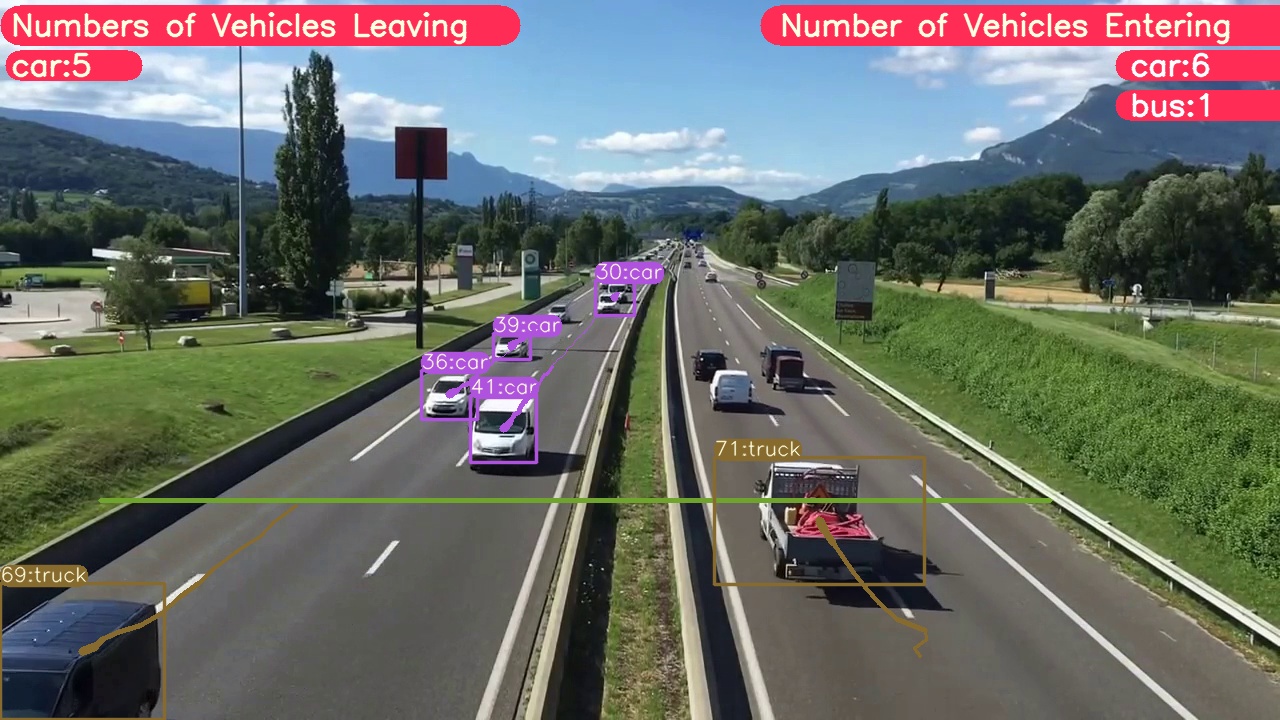 Numbers of Vehicles Leaving
Number of Vehicles Entering
car:5
car:6
bus:1
30:car
39:car
36:car
41:car
71:truck
69:truck